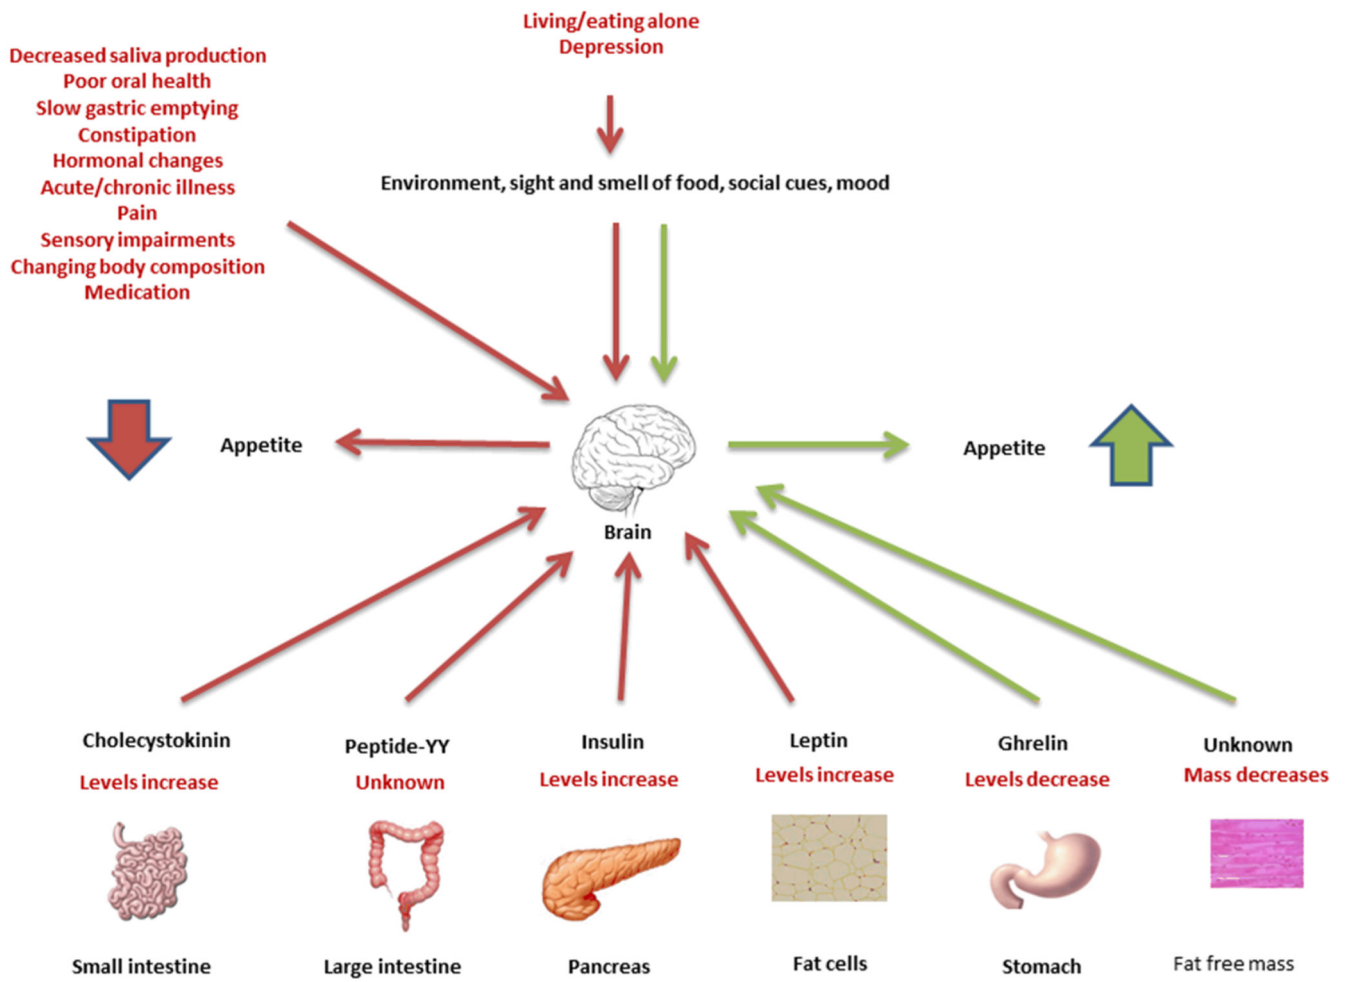 Living/eating alone
Depression
Decreased saliva production
Poor oral health
Slow gastric emptying
Constipation
Hormonal changes
Acute/chronic illness
Pain
Sensory impairments
Changing body composition
Medication
Environment, sight and smell of food, social cues, mood
Appetite
Appetite
Brain
Cholecystokinin
Levels increase
Small intestine
Peptide-YY
Unknown
Large intestine
Insulin
Levels increase
Pancreas
Leptin
Levels increase
Fat cells
Ghrelin
Levels decrease
Stomach
Unknown
Mass decreases
Fat free mass